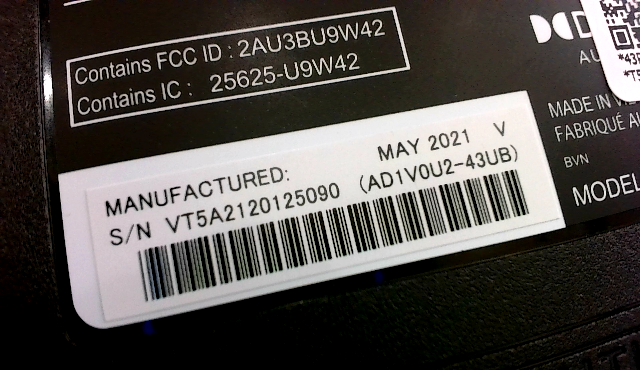 Contains FCC ID : 2AU3BU9W42
Contains IC : 25625-U9W42
MANUFACTURED: MAY 2021 V
S/N VT5A2120125090 (AD1V0U2-43UB)
MADE IN
FABRIQUÉ AU
BVN
MODEL